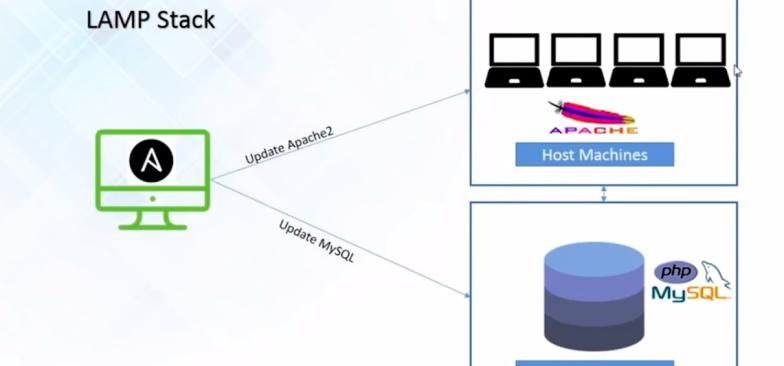 LAMP Stack
Update Apache2
Update MySQL
APACHE
Host Machines
php
MySQL